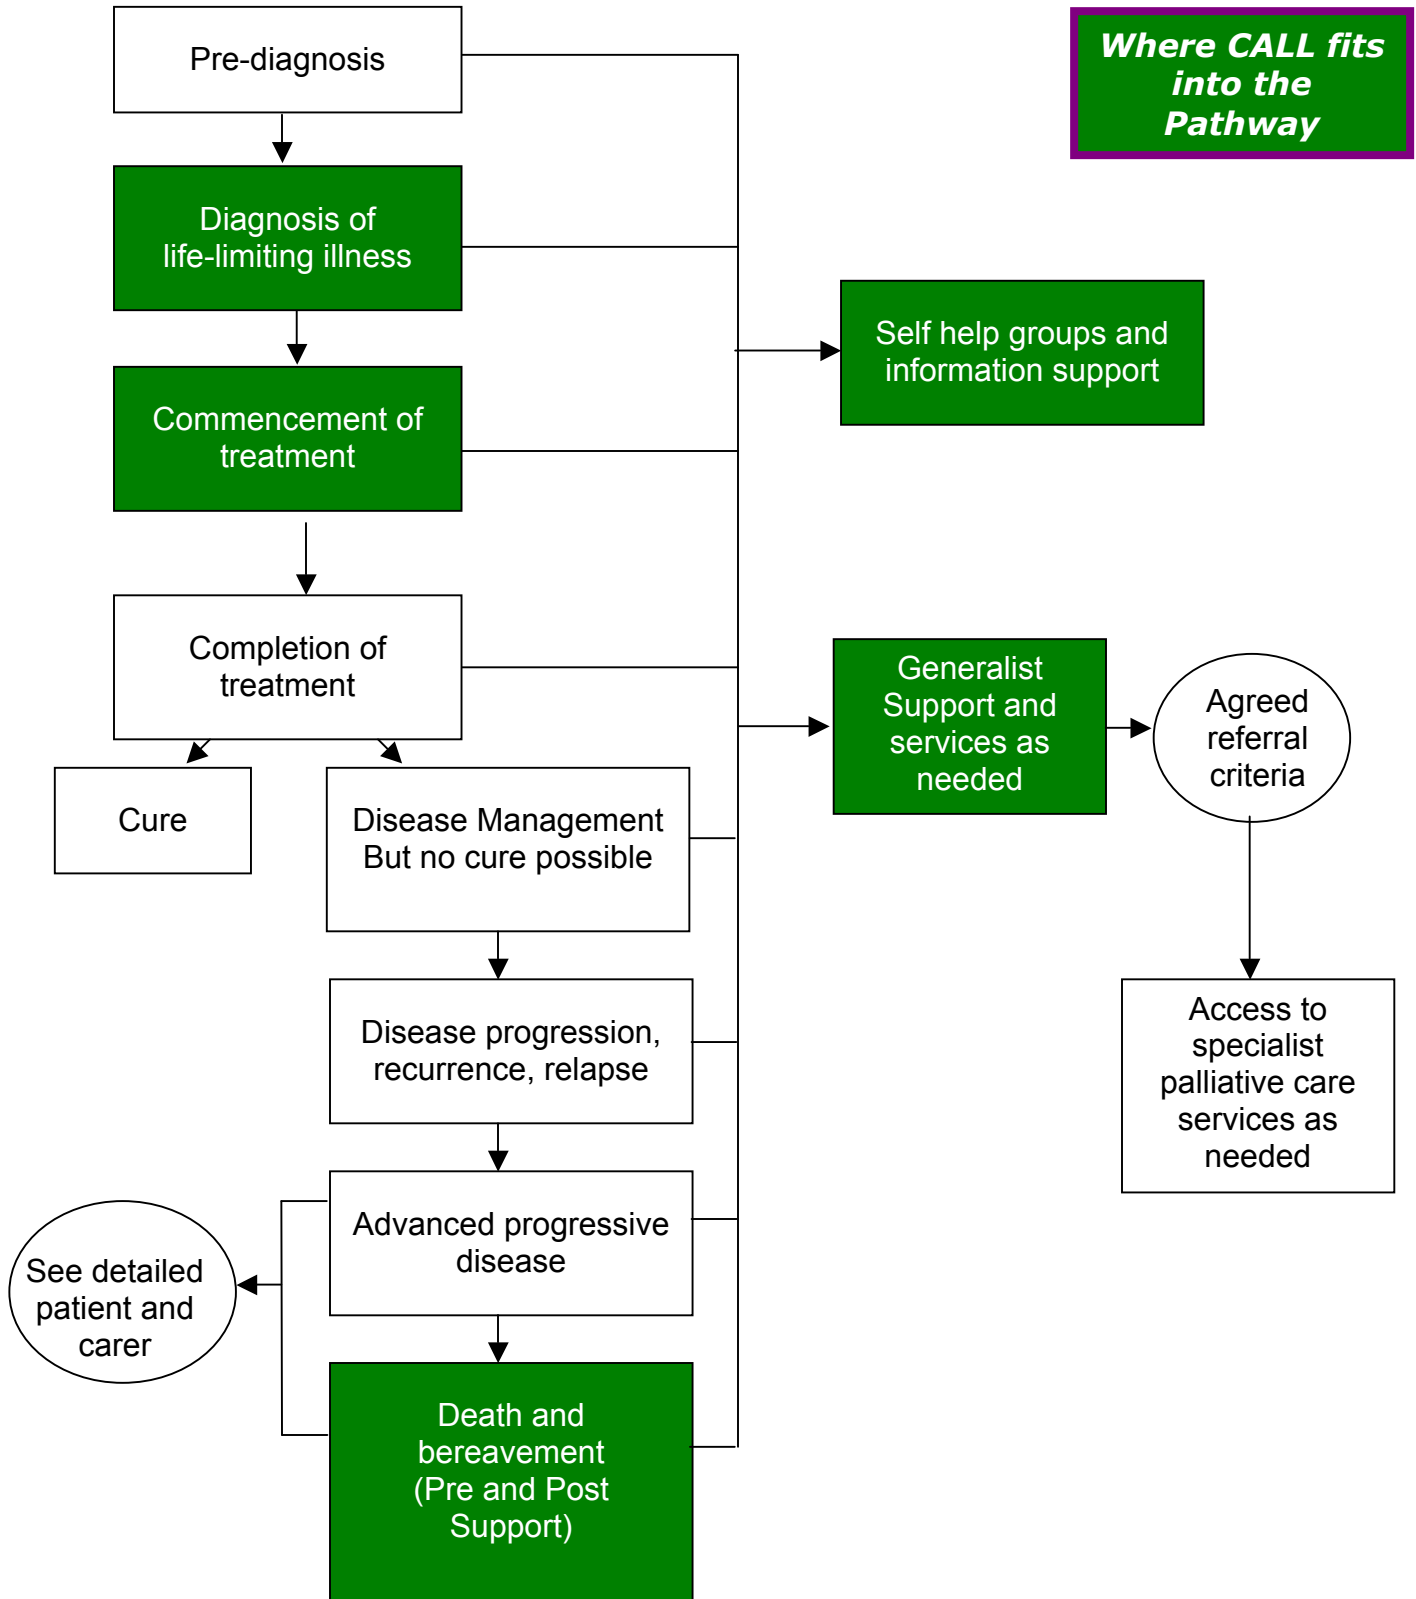 Pre-diagnosis
Where CALL fits
into the
Pathway
Diagnosis of
life-limiting illness
Self help groups and
information support
Commencement of
treatment
Completion of
treatment
Generalist
Support and
services as
needed
Agreed
referral
criteria
Cure
Disease Management
But no cure possible
Disease progression,
recurrence, relapse
Access to
specialist
palliative care
services as
needed
Advanced progressive
disease
See detailed
patient and
carer
Death and
bereavement
(Pre and Post
Support)